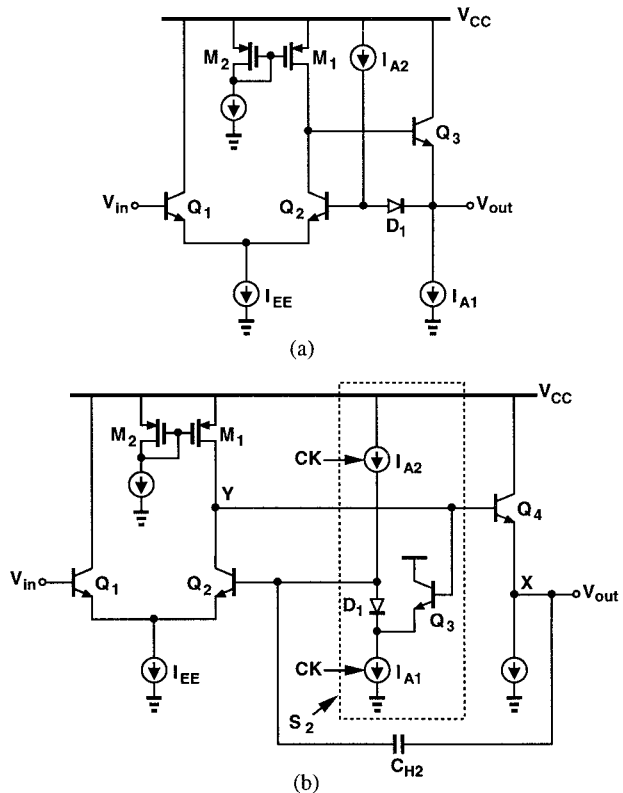 V_CC
M_2
M_1
I_A2
Q_3
V_in
Q_1
Q_2
D_1
V_out
I_EE
I_A1
(a)
V_CC
M_2
M_1
CK
I_A2
Y
Q_4
V_in
Q_1
Q_2
D_1
Q_3
X
V_out
I_EE
CK
I_A1
S_2
C_H2
(b)